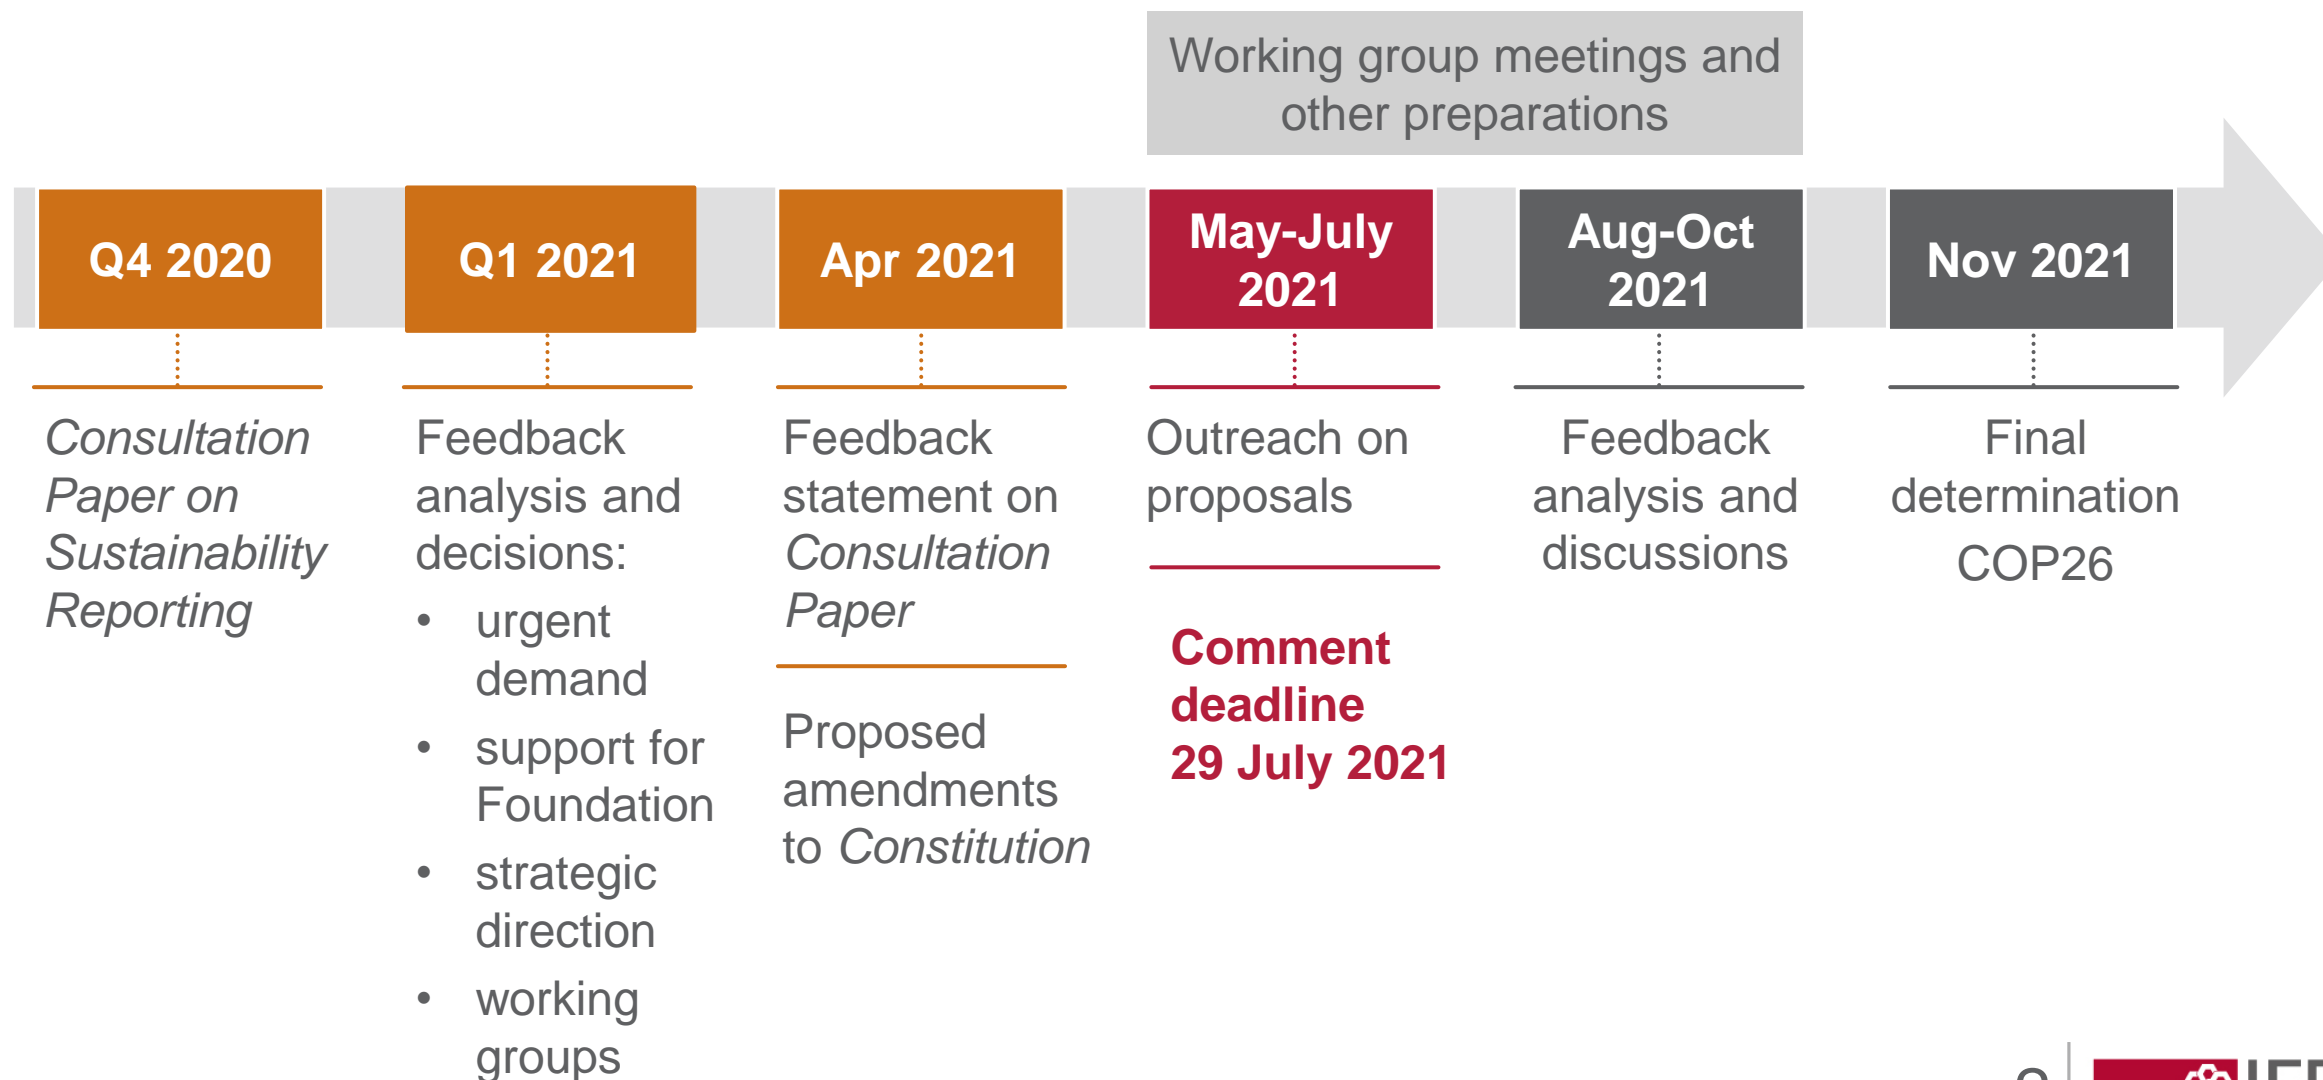 Working group meetings and
other preparations
Q4 2020
Q1 2021
Apr 2021
May-July
2021
Aug-Oct
2021
Nov 2021
Consultation
Paper on
Sustainability
Reporting
Feedback
analysis and
decisions:
• urgent
demand
• support for
Foundation
• strategic
direction
• working
groups
Feedback
statement on
Consultation
Paper
Proposed
amendments
to Constitution
Outreach on
proposals
Comment
deadline
29 July 2021
Feedback
analysis and
discussions
Final
determination
COP26